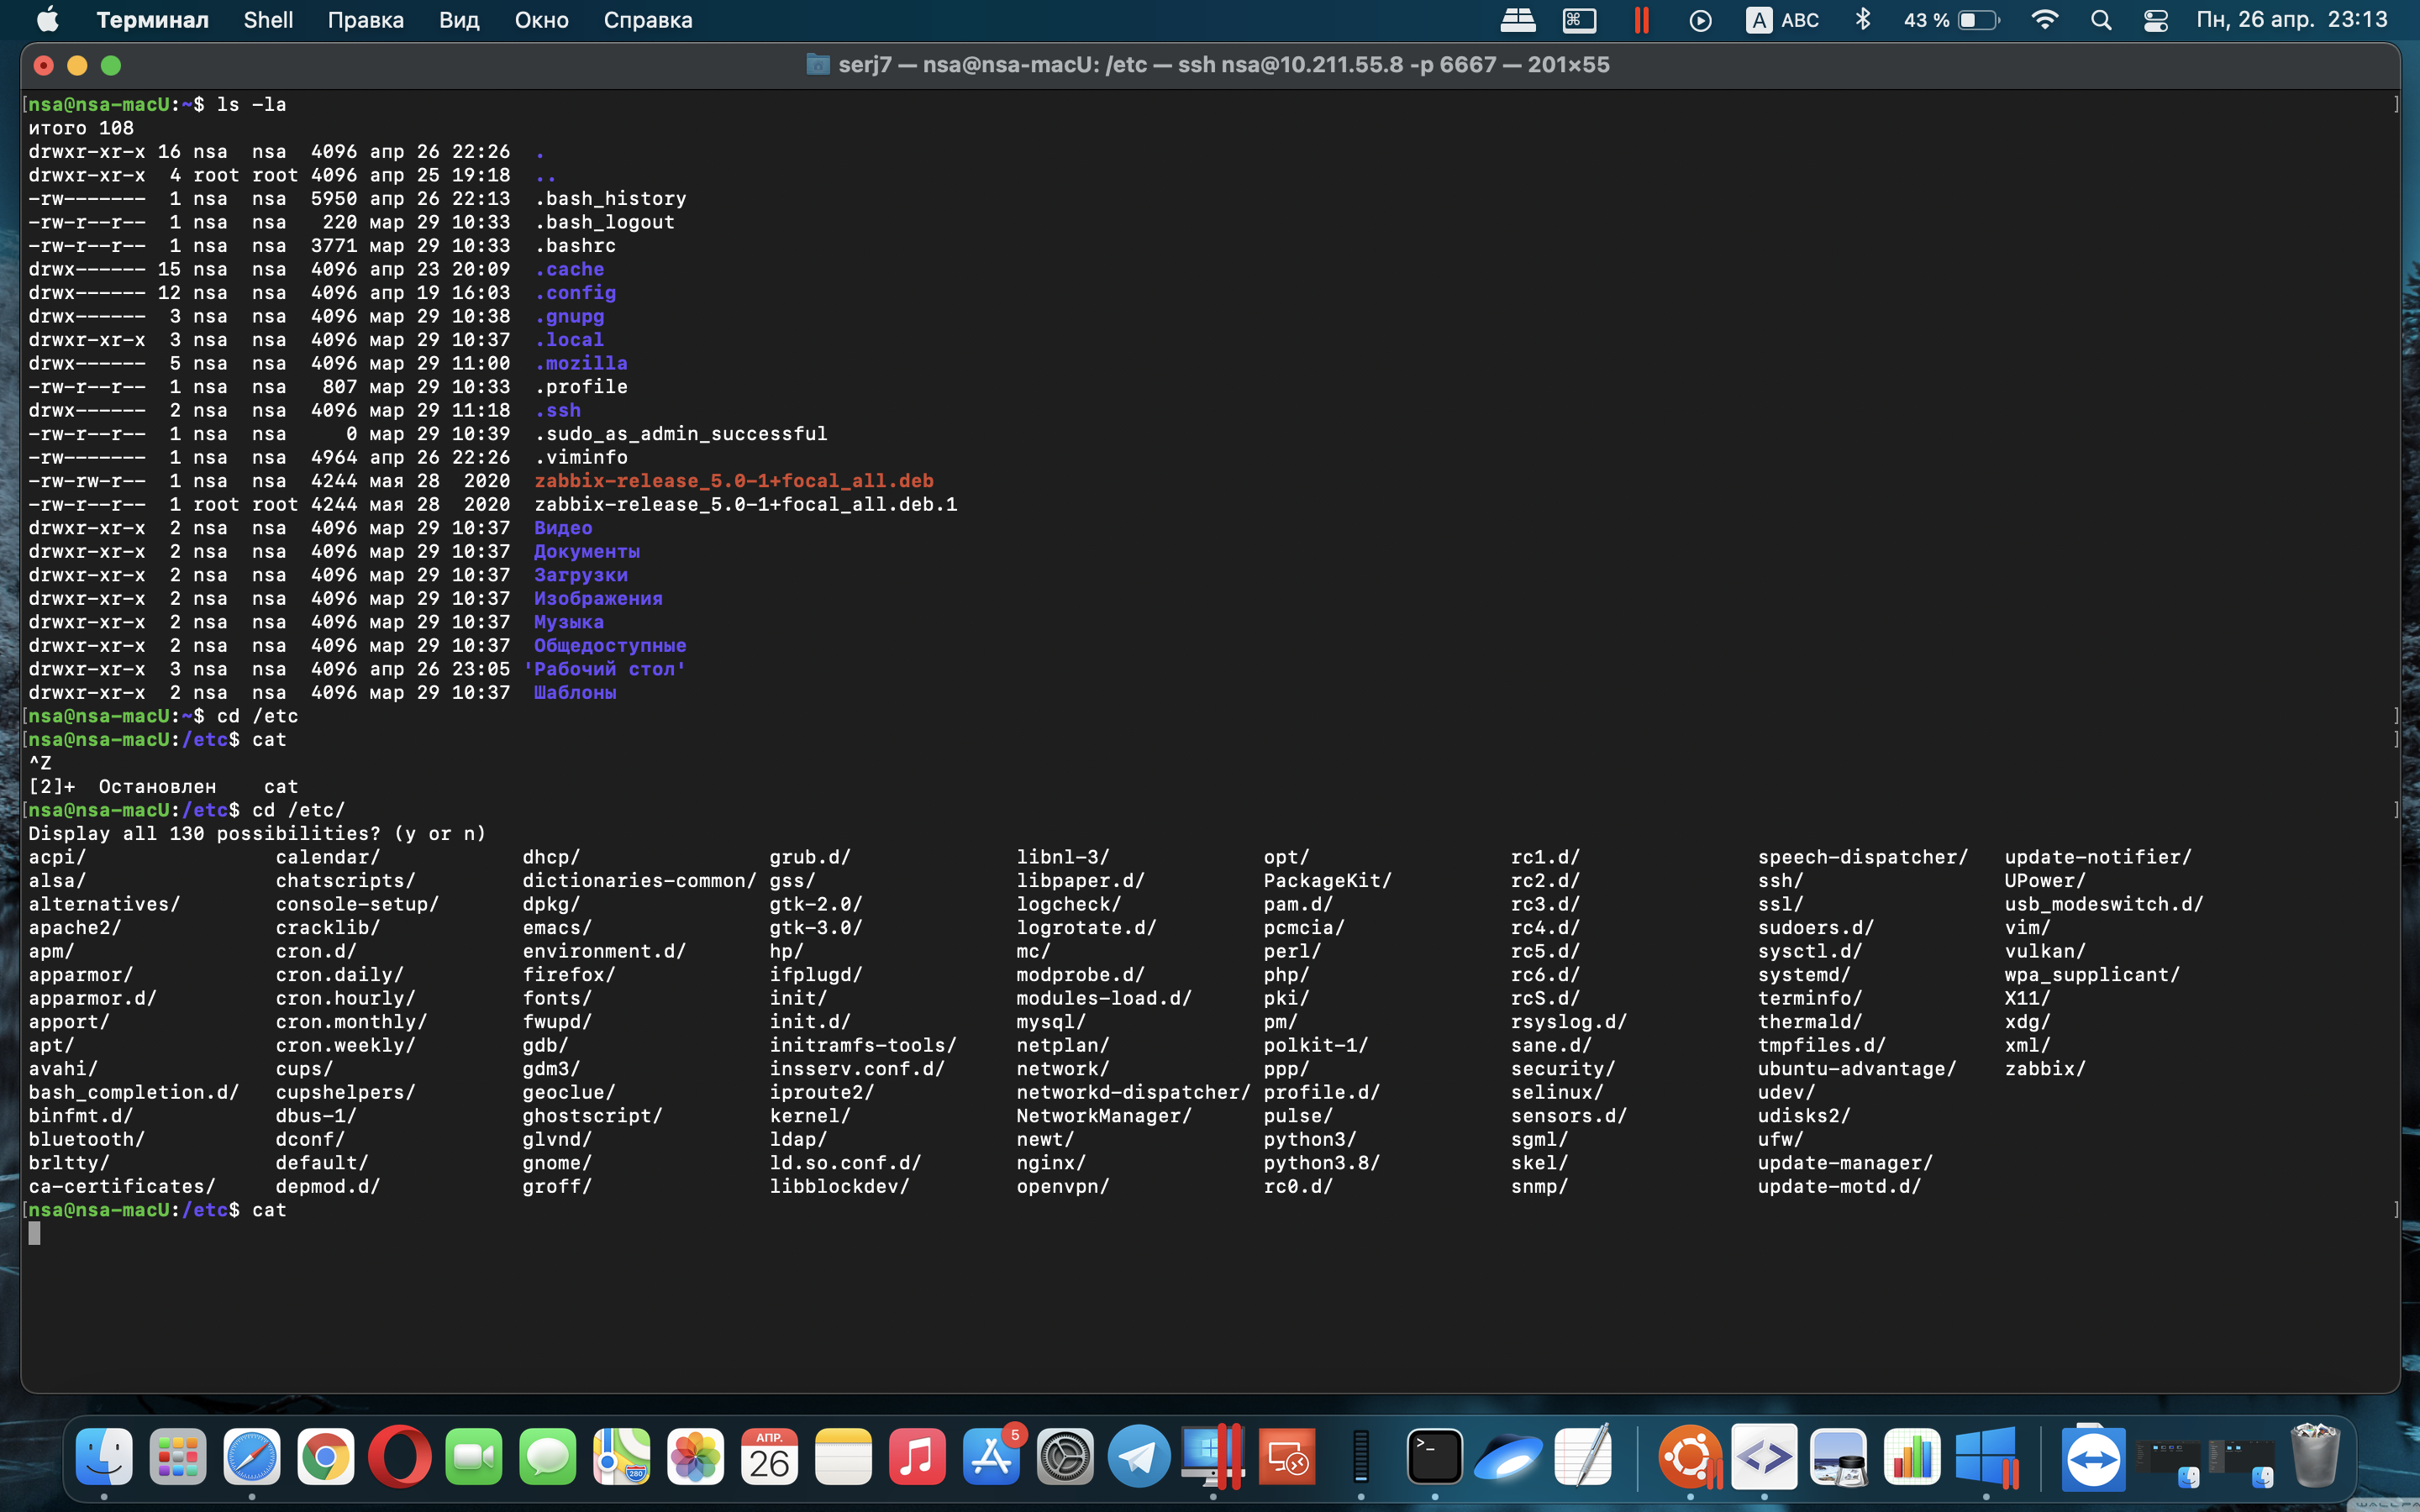 Терминал Shell Правка Вид Окно Справка A ABC 43 % Пн, 26 апр. 23:13
serj7 — nsa@nsa-macU: /etc — ssh nsa@10.211.55.8 -p 6667 — 201×55
[nsa@nsa-macU:~$ ls -la ]
итого 108
drwxr-xr-x 16 nsa  nsa  4096 апр 26 22:26  .
drwxr-xr-x  4 root root 4096 апр 25 19:18  ..
-rw-------  1 nsa  nsa  5950 апр 26 22:13  .bash_history
-rw-r--r--  1 nsa  nsa   220 мар 29 10:33  .bash_logout
-rw-r--r--  1 nsa  nsa  3771 мар 29 10:33  .bashrc
drwx------ 15 nsa  nsa  4096 апр 23 20:09  .cache
drwx------ 12 nsa  nsa  4096 апр 19 16:03  .config
drwx------  3 nsa  nsa  4096 мар 29 10:38  .gnupg
drwxr-xr-x  3 nsa  nsa  4096 мар 29 10:37  .local
drwx------  5 nsa  nsa  4096 мар 29 11:00  .mozilla
-rw-r--r--  1 nsa  nsa   807 мар 29 10:33  .profile
drwx------  2 nsa  nsa  4096 мар 29 11:18  .ssh
-rw-r--r--  1 nsa  nsa     0 мар 29 10:39  .sudo_as_admin_successful
-rw-------  1 nsa  nsa  4964 апр 26 22:26  .viminfo
-rw-rw-r--  1 nsa  nsa  4244 мая 28  2020  zabbix-release_5.0-1+focal_all.deb
-rw-r--r--  1 root root 4244 мая 28  2020  zabbix-release_5.0-1+focal_all.deb.1
drwxr-xr-x  2 nsa  nsa  4096 мар 29 10:37  Видео
drwxr-xr-x  2 nsa  nsa  4096 мар 29 10:37  Документы
drwxr-xr-x  2 nsa  nsa  4096 мар 29 10:37  Загрузки
drwxr-xr-x  2 nsa  nsa  4096 мар 29 10:37  Изображения
drwxr-xr-x  2 nsa  nsa  4096 мар 29 10:37  Музыка
drwxr-xr-x  2 nsa  nsa  4096 мар 29 10:37  Общедоступные
drwxr-xr-x  3 nsa  nsa  4096 апр 26 23:05 'Рабочий стол'
drwxr-xr-x  2 nsa  nsa  4096 мар 29 10:37  Шаблоны
[nsa@nsa-macU:~$ cd /etc ]
[nsa@nsa-macU:/etc$ cat ]
^Z
[2]+  Остановлен    cat
[nsa@nsa-macU:/etc$ cd /etc/ ]
Display all 130 possibilities? (y or n)
acpi/ calendar/ dhcp/ grub.d/ libnl-3/ opt/ rc1.d/ speech-dispatcher/ update-notifier/
alsa/ chatscripts/ dictionaries-common/ gss/ libpaper.d/ PackageKit/ rc2.d/ ssh/ UPower/
alternatives/ console-setup/ dpkg/ gtk-2.0/ logcheck/ pam.d/ rc3.d/ ssl/ usb_modeswitch.d/
apache2/ cracklib/ emacs/ gtk-3.0/ logrotate.d/ pcmcia/ rc4.d/ sudoers.d/ vim/
apm/ cron.d/ environment.d/ hp/ mc/ perl/ rc5.d/ sysctl.d/ vulkan/
apparmor/ cron.daily/ firefox/ ifplugd/ modprobe.d/ php/ rc6.d/ systemd/ wpa_supplicant/
apparmor.d/ cron.hourly/ fonts/ init/ modules-load.d/ pki/ rcS.d/ terminfo/ X11/
apport/ cron.monthly/ fwupd/ init.d/ mysql/ pm/ rsyslog.d/ thermald/ xdg/
apt/ cron.weekly/ gdb/ initramfs-tools/ netplan/ polkit-1/ sane.d/ tmpfiles.d/ xml/
avahi/ cups/ gdm3/ insserv.conf.d/ network/ ppp/ security/ ubuntu-advantage/ zabbix/
bash_completion.d/ cupshelpers/ geoclue/ iproute2/ networkd-dispatcher/ profile.d/ selinux/ udev/
binfmt.d/ dbus-1/ ghostscript/ kernel/ NetworkManager/ pulse/ sensors.d/ udisks2/
bluetooth/ dconf/ glvnd/ ldap/ newt/ python3/ sgml/ ufw/
brltty/ default/ gnome/ ld.so.conf.d/ nginx/ python3.8/ skel/ update-manager/
ca-certificates/ depmod.d/ groff/ libblockdev/ openvpn/ rc0.d/ snmp/ update-motd.d/
[nsa@nsa-macU:/etc$ cat ]
АПР.
26
5
280